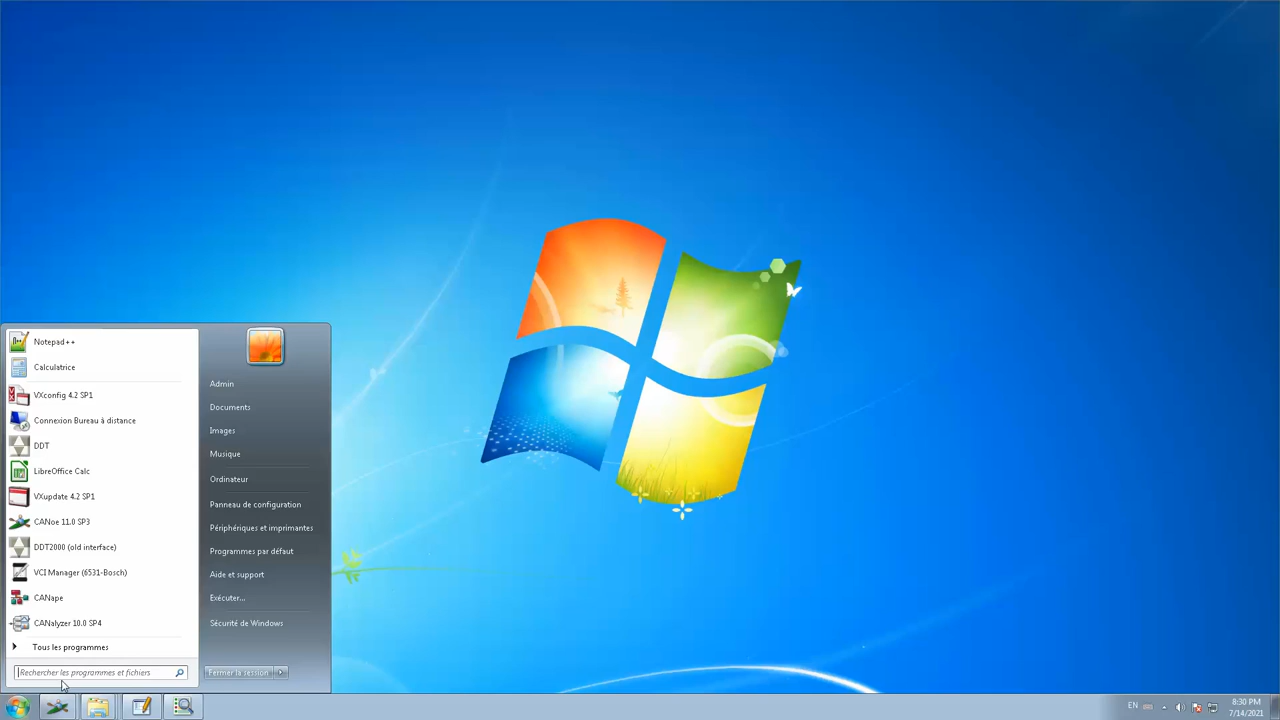 Notepad++
Calculatrice
VXconfig 4.2 SP1
Connexion Bureau à distance
DDT
LibreOffice Calc
VXupdate 4.2 SP1
CANoe 11.0 SP3
DDT2000 (old interface)
VCI Manager (6531-Bosch)
CANape
CANalyzer 10.0 SP4
Tous les programmes
Rechercher les programmes et fichiers
Admin
Documents
Images
Musique
Ordinateur
Panneau de configuration
Périphériques et imprimantes
Programmes par défaut
Aide et support
Exécuter...
Sécurité de Windows
Fermer la session
EN
8:30 PM
7/14/2021